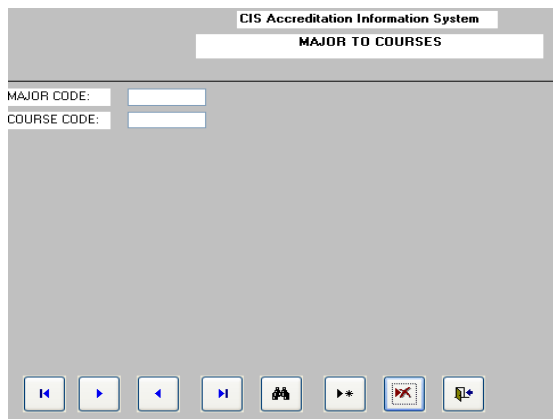 CIS Accreditation Information System
MAJOR TO COURSES
MAJOR CODE:
COURSE CODE: